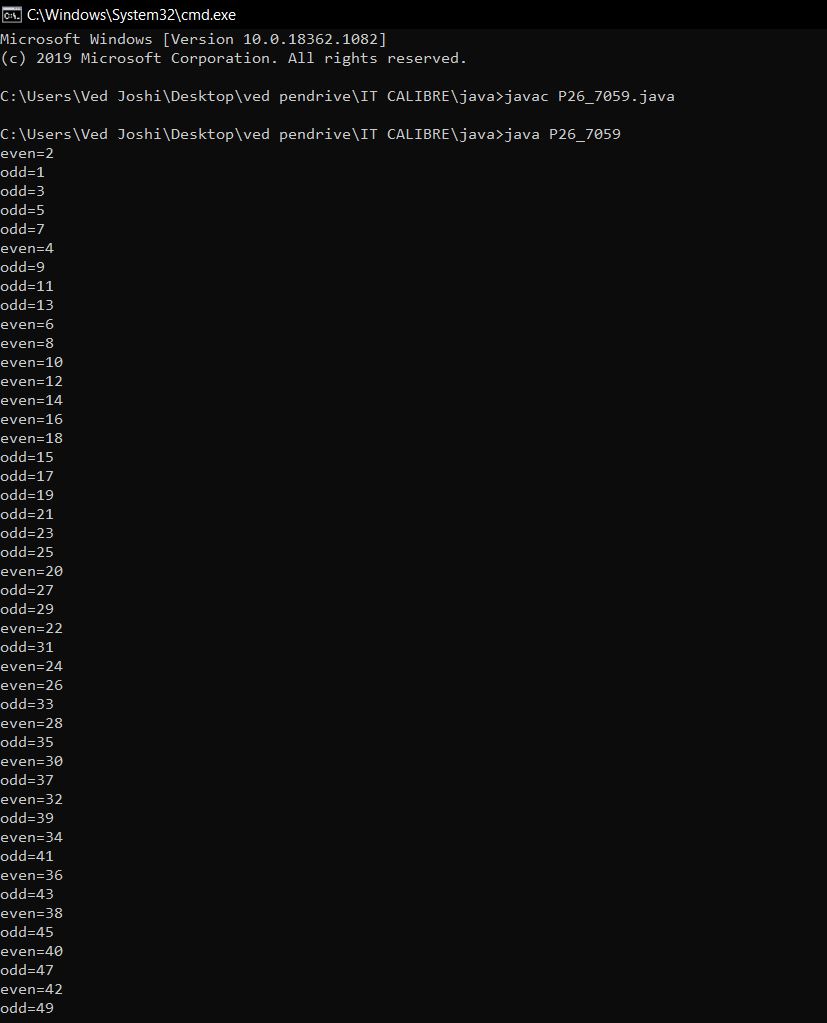 C:\Windows\System32\cmd.exe
Microsoft Windows [Version 10.0.18362.1082]
(c) 2019 Microsoft Corporation. All rights reserved.
C:\Users\Ved Joshi\Desktop\ved pendrive\IT CALIBRE\java>javac P26_7059.java
C:\Users\Ved Joshi\Desktop\ved pendrive\IT CALIBRE\java>java P26_7059
even=2
odd=1
odd=3
odd=5
odd=7
even=4
odd=9
odd=11
odd=13
even=6
even=8
even=10
even=12
even=14
even=16
even=18
odd=15
odd=17
odd=19
odd=21
odd=23
odd=25
even=20
odd=27
odd=29
even=22
odd=31
even=24
even=26
odd=33
even=28
odd=35
even=30
odd=37
even=32
odd=39
even=34
odd=41
even=36
odd=43
even=38
odd=45
even=40
odd=47
even=42
odd=49